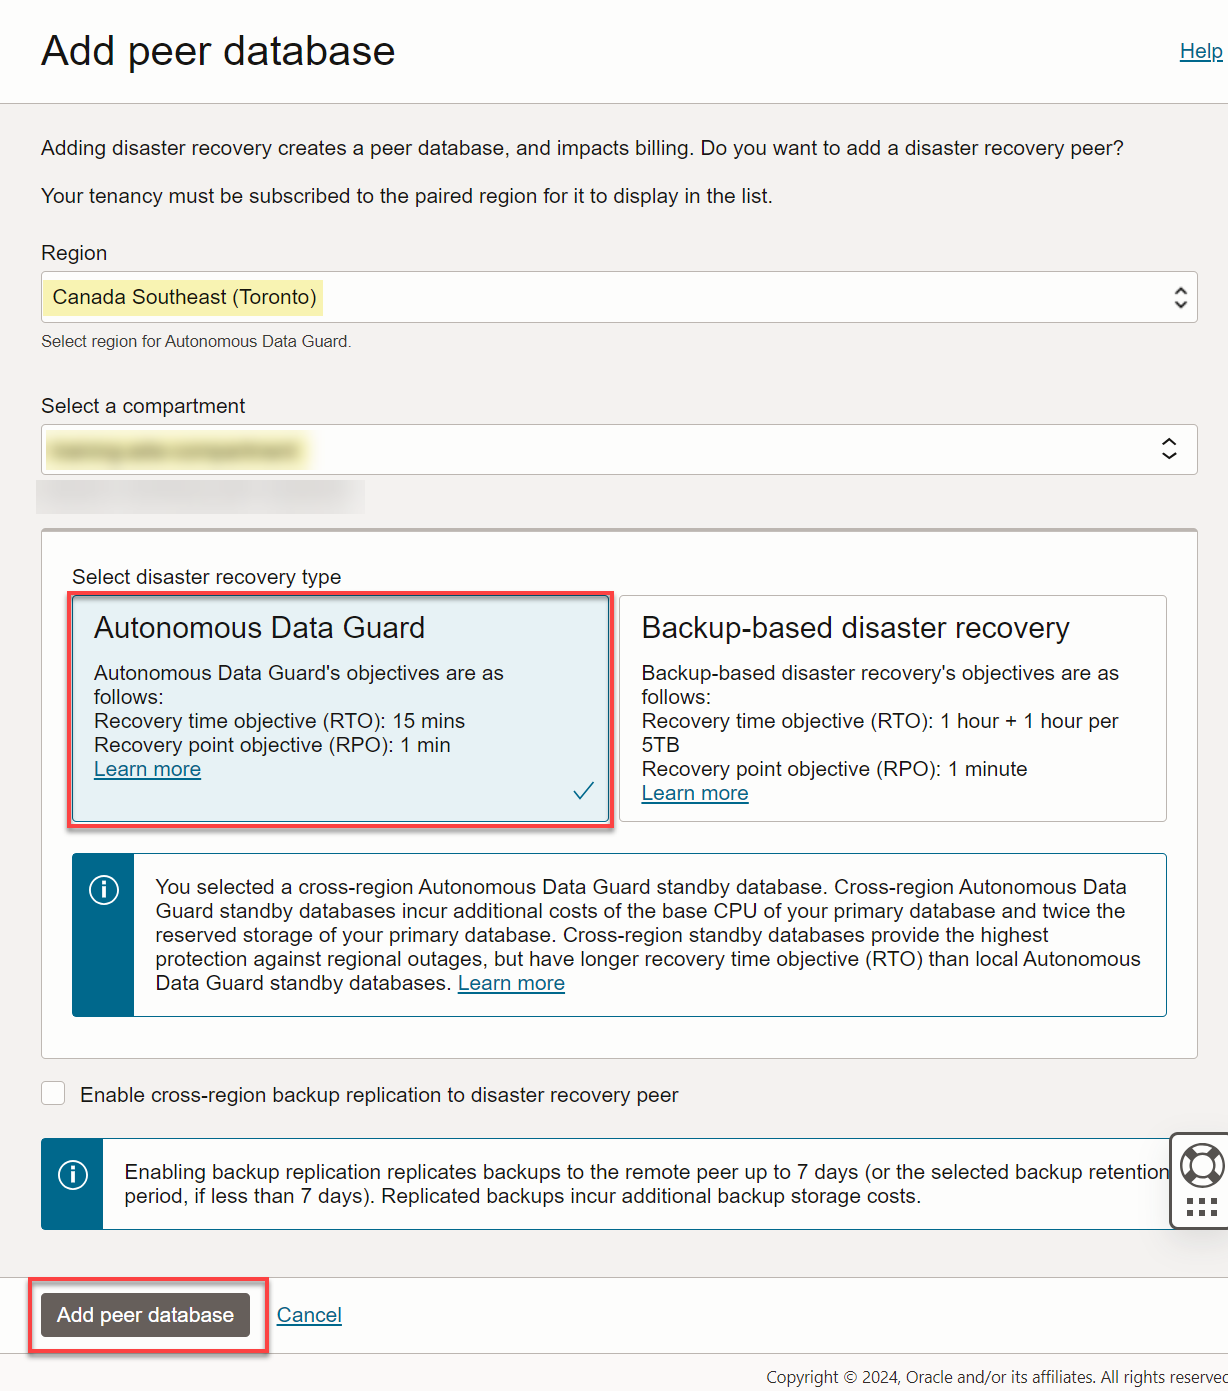 Add peer database
Help
Adding disaster recovery creates a peer database, and impacts billing. Do you want to add a disaster recovery peer?
Your tenancy must be subscribed to the paired region for it to display in the list.
Region
Canada Southeast (Toronto)
Select region for Autonomous Data Guard.
Select a compartment
Select disaster recovery type
Autonomous Data Guard
Autonomous Data Guard's objectives are as
follows:
Recovery time objective (RTO): 15 mins
Recovery point objective (RPO): 1 min
Learn more
Backup-based disaster recovery
Backup-based disaster recovery's objectives are as
follows:
Recovery time objective (RTO): 1 hour + 1 hour per
5TB
Recovery point objective (RPO): 1 minute
Learn more
You selected a cross-region Autonomous Data Guard standby database. Cross-region Autonomous Data
Guard standby databases incur additional costs of the base CPU of your primary database and twice the
reserved storage of your primary database. Cross-region standby databases provide the highest
protection against regional outages, but have longer recovery time objective (RTO) than local Autonomous
Data Guard standby databases. Learn more
Enable cross-region backup replication to disaster recovery peer
Enabling backup replication replicates backups to the remote peer up to 7 days (or the selected backup retention
period, if less than 7 days). Replicated backups incur additional backup storage costs.
Add peer database
Cancel
Copyright © 2024, Oracle and/or its affiliates. All rights reserved